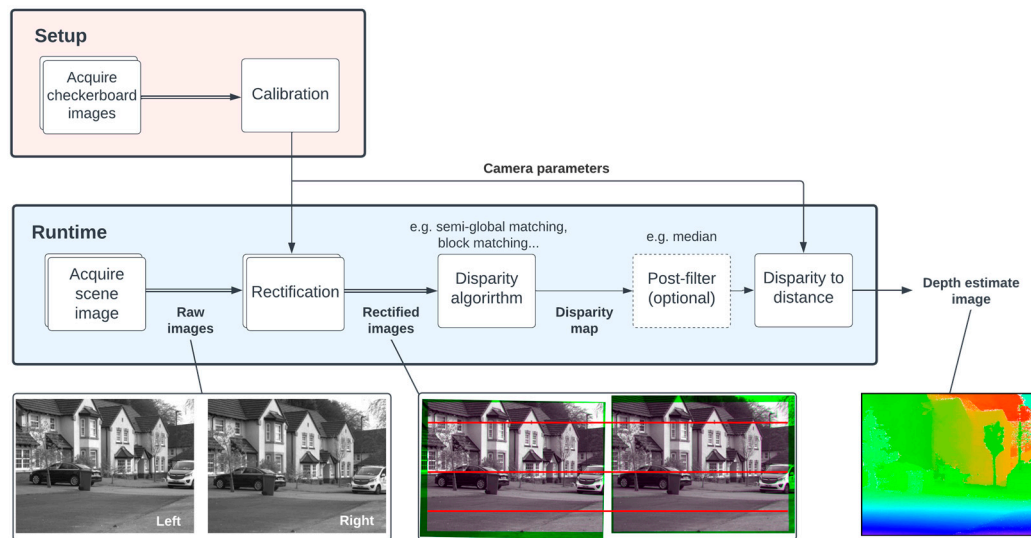 Setup
Acquire
checkerboard
images
Calibration
Camera parameters
Runtime
e.g. semi-global matching,
block matching...
e.g. median
Acquire
scene
image
Rectification
Disparity
algorirthm
Post-filter
(optional)
Disparity to
distance
Depth estimate
image
Raw
images
Rectified
images
Disparity
map
Left
Right